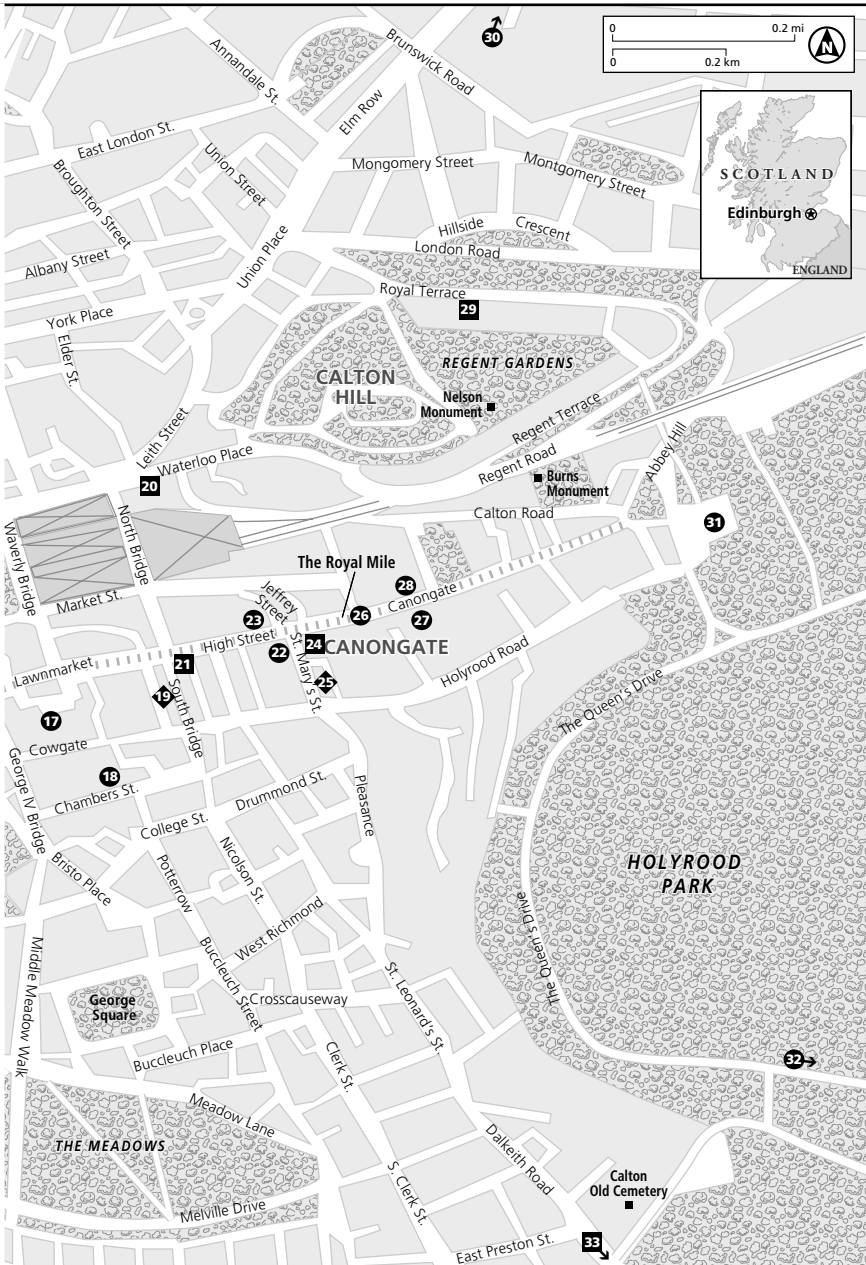 30
0
0.2 mi
0
0.2 km
N
Annandale St.
Brunswick Road
Elm Row
East London St.
Union Street
Broughton Street
Montgomery Street
Montgomery Street
SCOTLAND
Edinburgh
ENGLAND
Hillside Crescent
London Road
Albany Street
Union Place
Royal Terrace
29
York Place
Elder St.
REGENT GARDENS
CALTON
HILL
Nelson
Monument
Regent Terrace
Leith Street
Waterloo Place
Regent Road
Abbey Hill
20
Burns
Monument
Calton Road
31
Waverly Bridge
North Bridge
The Royal Mile
Market St.
Jeffrey
Street
28
Canongate
26
27
23
High Street
22
24
CANONGATE
St. Mary's St.
Lawnmarket
21
25
Holyrood Road
19
South Bridge
The Queen's Drive
17
Cowgate
George IV Bridge
18
Chambers St.
Drummond St.
Pleasance
College St.
Nicolson St.
Bristo Place
Potterrow
HOLYROOD
PARK
West Richmond
The Queen's Drive
Middle Meadow Walk
Buccleuch Street
George
Square
Crosscauseway
St. Leonard's St.
Buccleuch Place
Clerk St.
32
Meadow Lane
THE MEADOWS
Dalkeith Road
S. Clerk St.
Calton
Old Cemetery
Melville Drive
East Preston St.
33